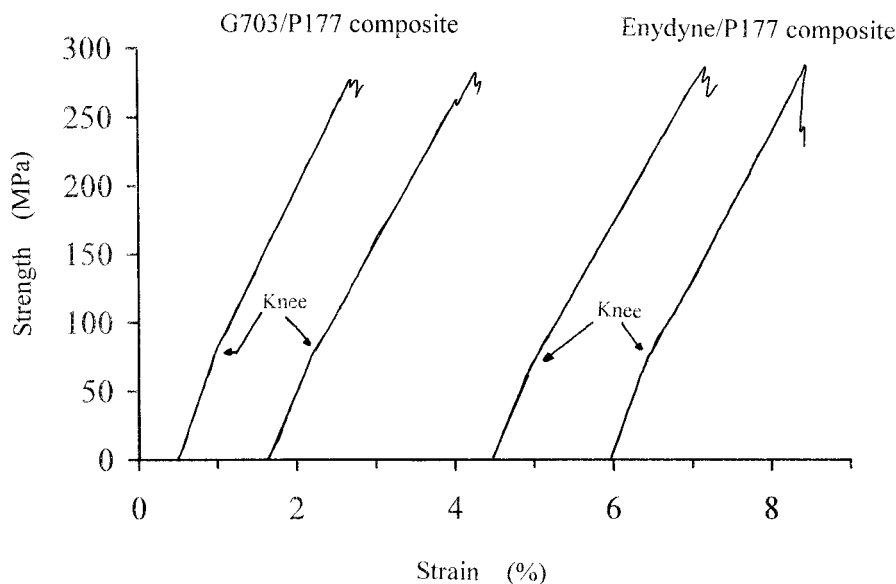 G703/P177 composite
Enydyne/P177 composite
300
250
200
150
100
50
0
Strength (MPa)
Knee
Knee
0
2
4
6
8
Strain (%)